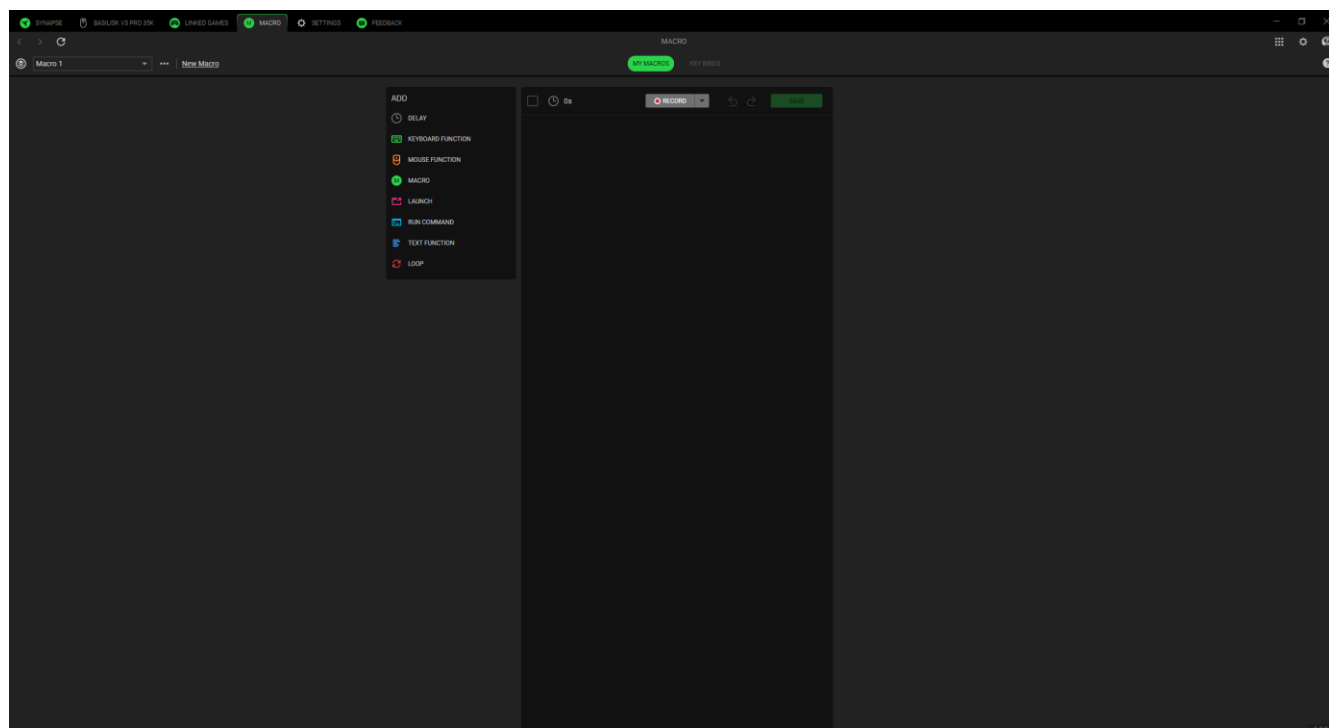 SYNAPSE BASILISK V3 PRO 35K LINKED GAMES MACRO SETTINGS FEEDBACK
MACRO
Macro 1 New Macro MY MACROS KEY BINDS
ADD
0s RECORD SAVE
DELAY
KEYBOARD FUNCTION
MOUSE FUNCTION
MACRO
LAUNCH
RUN COMMAND
TEXT FUNCTION
LOOP